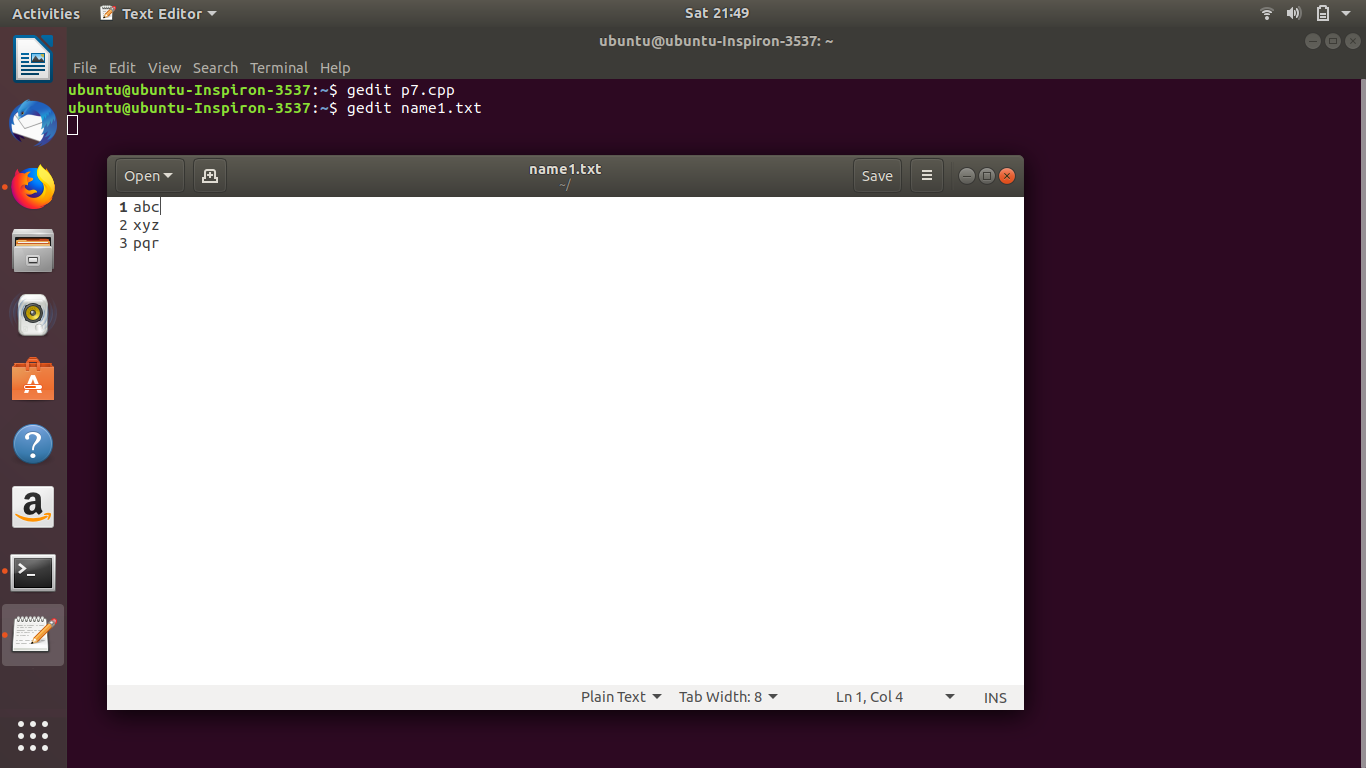 Activities Text Editor Sat 21:49
ubuntu@ubuntu-Inspiron-3537: ~
File Edit View Search Terminal Help
ubuntu@ubuntu-Inspiron-3537:~$ gedit p7.cpp
ubuntu@ubuntu-Inspiron-3537:~$ gedit name1.txt
Open name1.txt Save
~/
1 abc
2 xyz
3 pqr
Plain Text Tab Width: 8 Ln 1, Col 4 INS